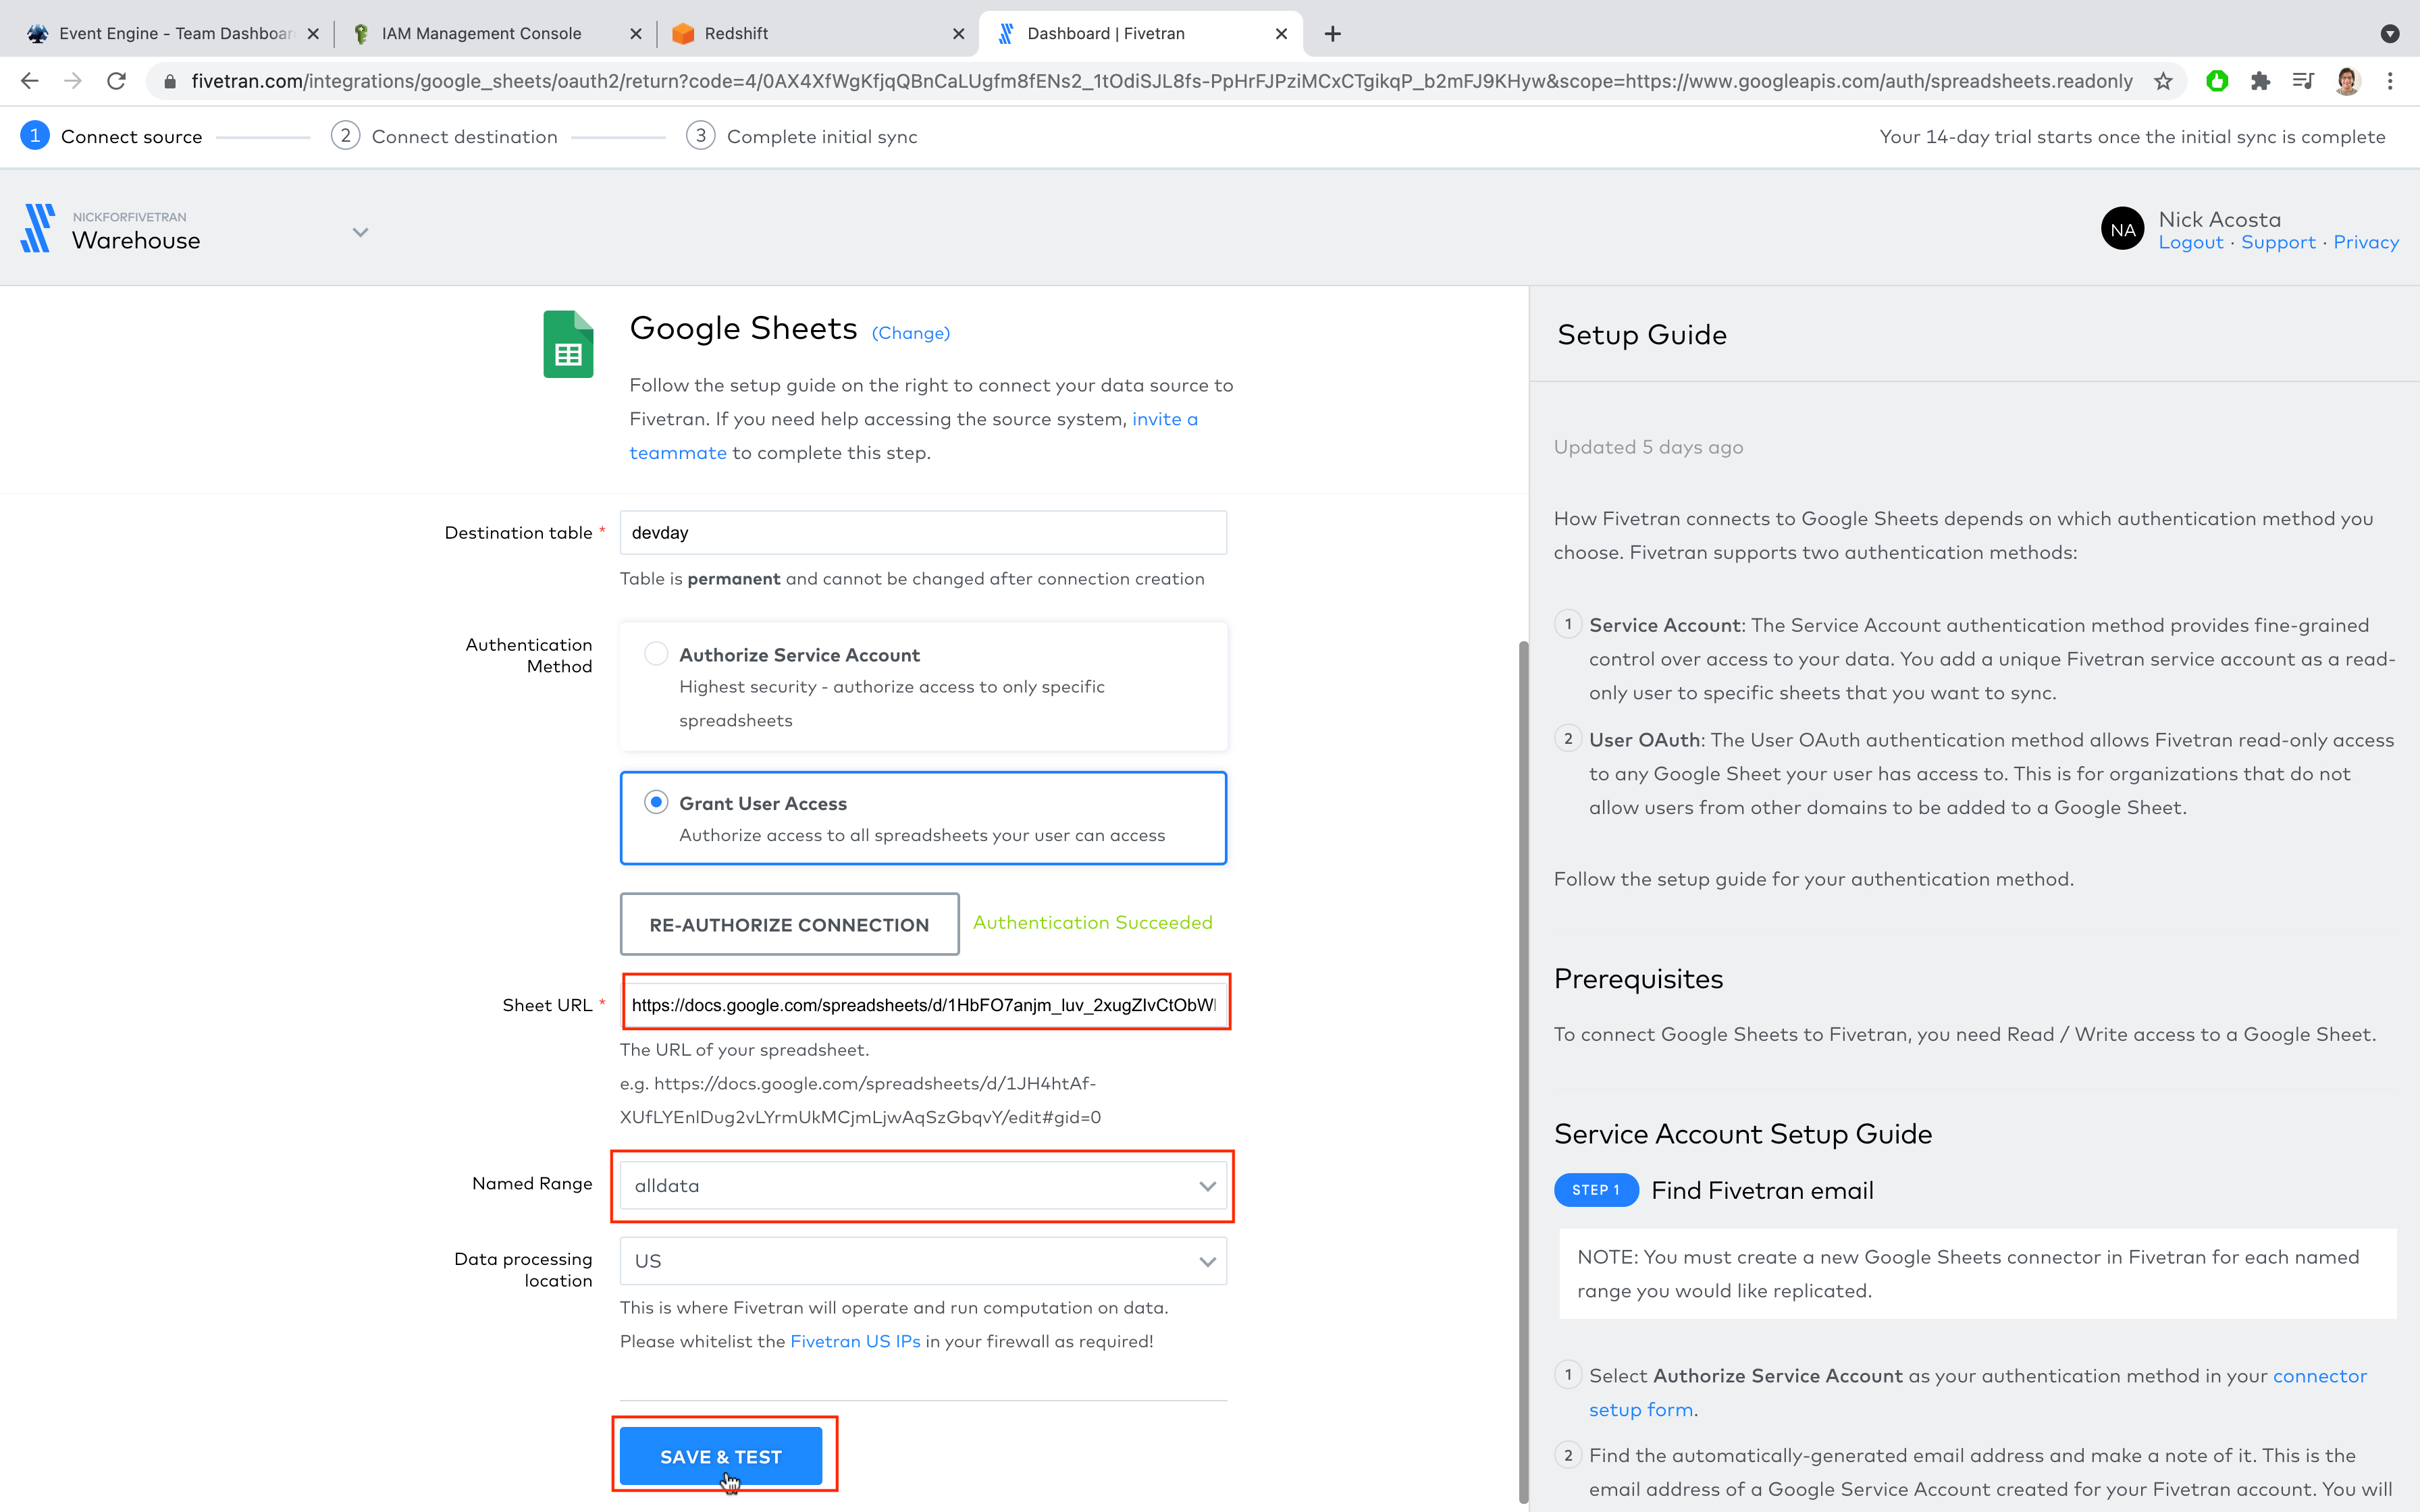 Event Engine - Team Dashboar
IAM Management Console
Redshift
Dashboard | Fivetran
fivetran.com/integrations/google_sheets/oauth2/return?code=4/0AX4XfWgKfjqQBnCaLUgfm8fENs2_1tOdiSJL8fs-PpHrFJPziMCxCTgikqP_b2mFJ9KHyw&scope=https://www.googleapis.com/auth/spreadsheets.readonly
1 Connect source
2 Connect destination
3 Complete initial sync
Your 14-day trial starts once the initial sync is complete
NICKFORFIVETRAN
Warehouse
NA
Nick Acosta
Logout · Support · Privacy
Google Sheets (Change)
Follow the setup guide on the right to connect your data source to
Fivetran. If you need help accessing the source system, invite a
teammate to complete this step.
Destination table *
devday
Table is permanent and cannot be changed after connection creation
Authentication
Method
Authorize Service Account
Highest security - authorize access to only specific
spreadsheets
Grant User Access
Authorize access to all spreadsheets your user can access
RE-AUTHORIZE CONNECTION
Authentication Succeeded
Sheet URL *
https://docs.google.com/spreadsheets/d/1HbFO7anjm_luv_2xugZIvCtObW
The URL of your spreadsheet.
e.g. https://docs.google.com/spreadsheets/d/1JH4htAf-
XUfLYEnlDug2vLYrmUkMCjmLjwAqSzGbqvY/edit#gid=0
Named Range
alldata
Data processing
location
US
This is where Fivetran will operate and run computation on data.
Please whitelist the Fivetran US IPs in your firewall as required!
SAVE & TEST
Setup Guide
Updated 5 days ago
How Fivetran connects to Google Sheets depends on which authentication method you
choose. Fivetran supports two authentication methods:
1 Service Account: The Service Account authentication method provides fine-grained
control over access to your data. You add a unique Fivetran service account as a read-
only user to specific sheets that you want to sync.
2 User OAuth: The User OAuth authentication method allows Fivetran read-only access
to any Google Sheet your user has access to. This is for organizations that do not
allow users from other domains to be added to a Google Sheet.
Follow the setup guide for your authentication method.
Prerequisites
To connect Google Sheets to Fivetran, you need Read / Write access to a Google Sheet.
Service Account Setup Guide
STEP 1 Find Fivetran email
NOTE: You must create a new Google Sheets connector in Fivetran for each named
range you would like replicated.
1 Select Authorize Service Account as your authentication method in your connector
setup form.
2 Find the automatically-generated email address and make a note of it. This is the
email address of a Google Service Account created for your Fivetran account. You will